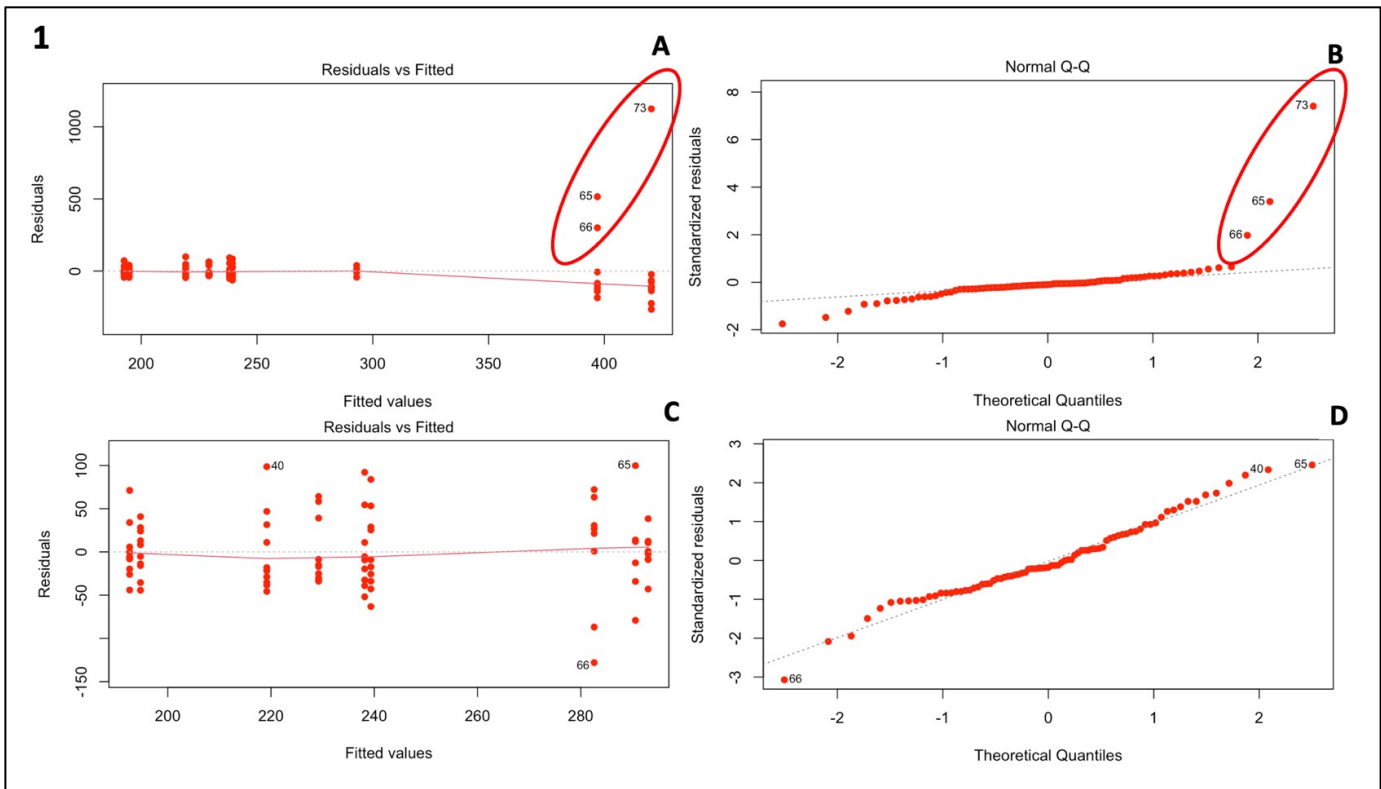 1
A
Residuals vs Fitted
Residuals
1000
500
0
73
65
66
200 250 300 350 400
Fitted values
B
Normal Q-Q
Standardized residuals
8
6
4
2
0
-2
73
65
66
-2 -1 0 1 2
Theoretical Quantiles
C
Residuals vs Fitted
Residuals
100
50
0
-50
-150
40
65
66
200 220 240 260 280
Fitted values
D
Normal Q-Q
Standardized residuals
3
2
1
0
-1
-2
-3
40
65
66
-2 -1 0 1 2
Theoretical Quantiles